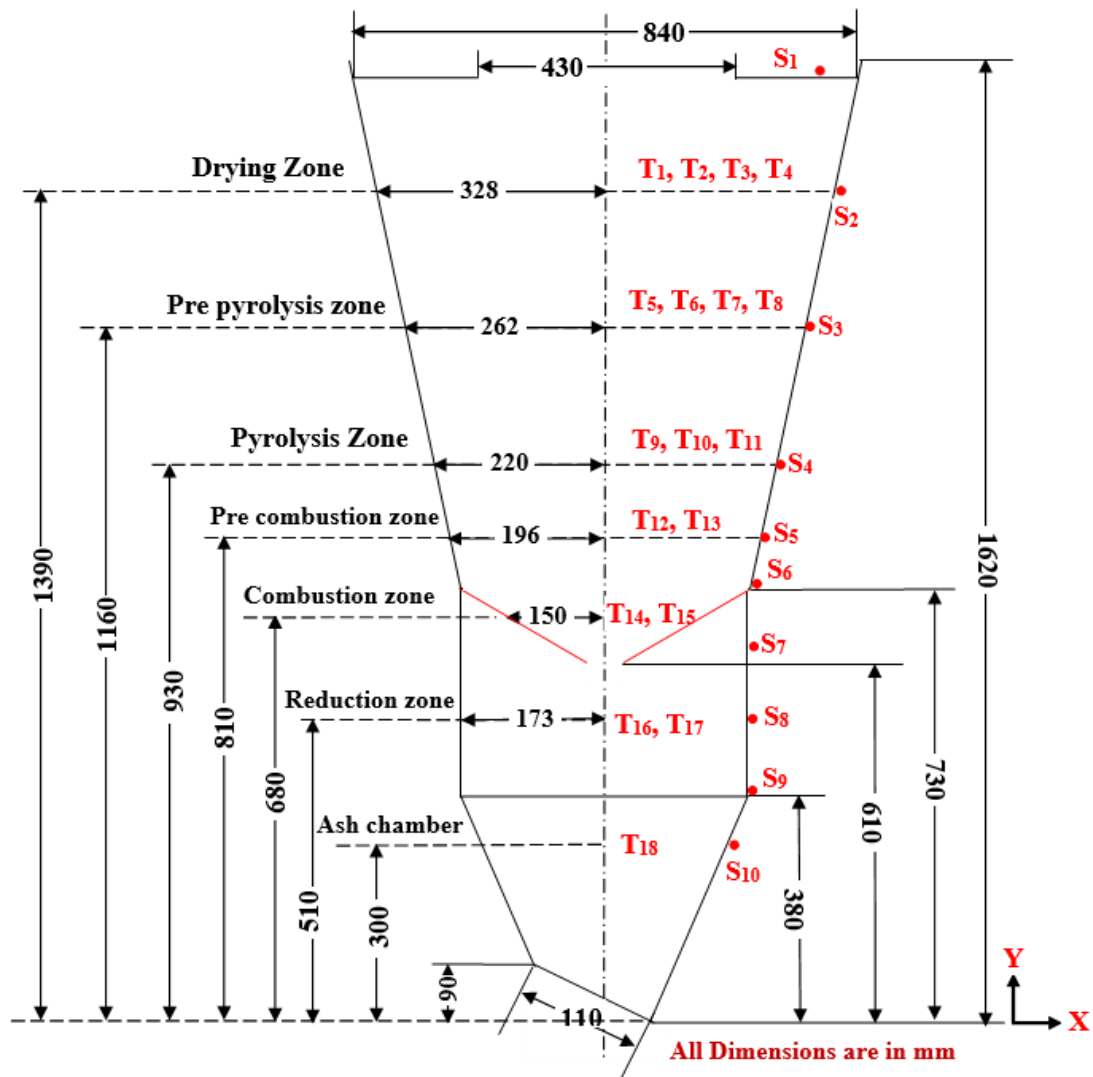 840
430
S1
Drying Zone
T1, T2, T3, T4
328
S2
Pre pyrolysis zone
T5, T6, T7, T8
262
S3
Pyrolysis Zone
T9, T10, T11
220
S4
Pre combustion zone
T12, T13
196
S5
S6
Combustion zone
150
T14, T15
S7
Reduction zone
173
T16, T17
S8
S9
Ash chamber
T18
S10
1390
1160
930
810
680
510
300
90
110
380
610
730
1620
Y
X
All Dimensions are in mm